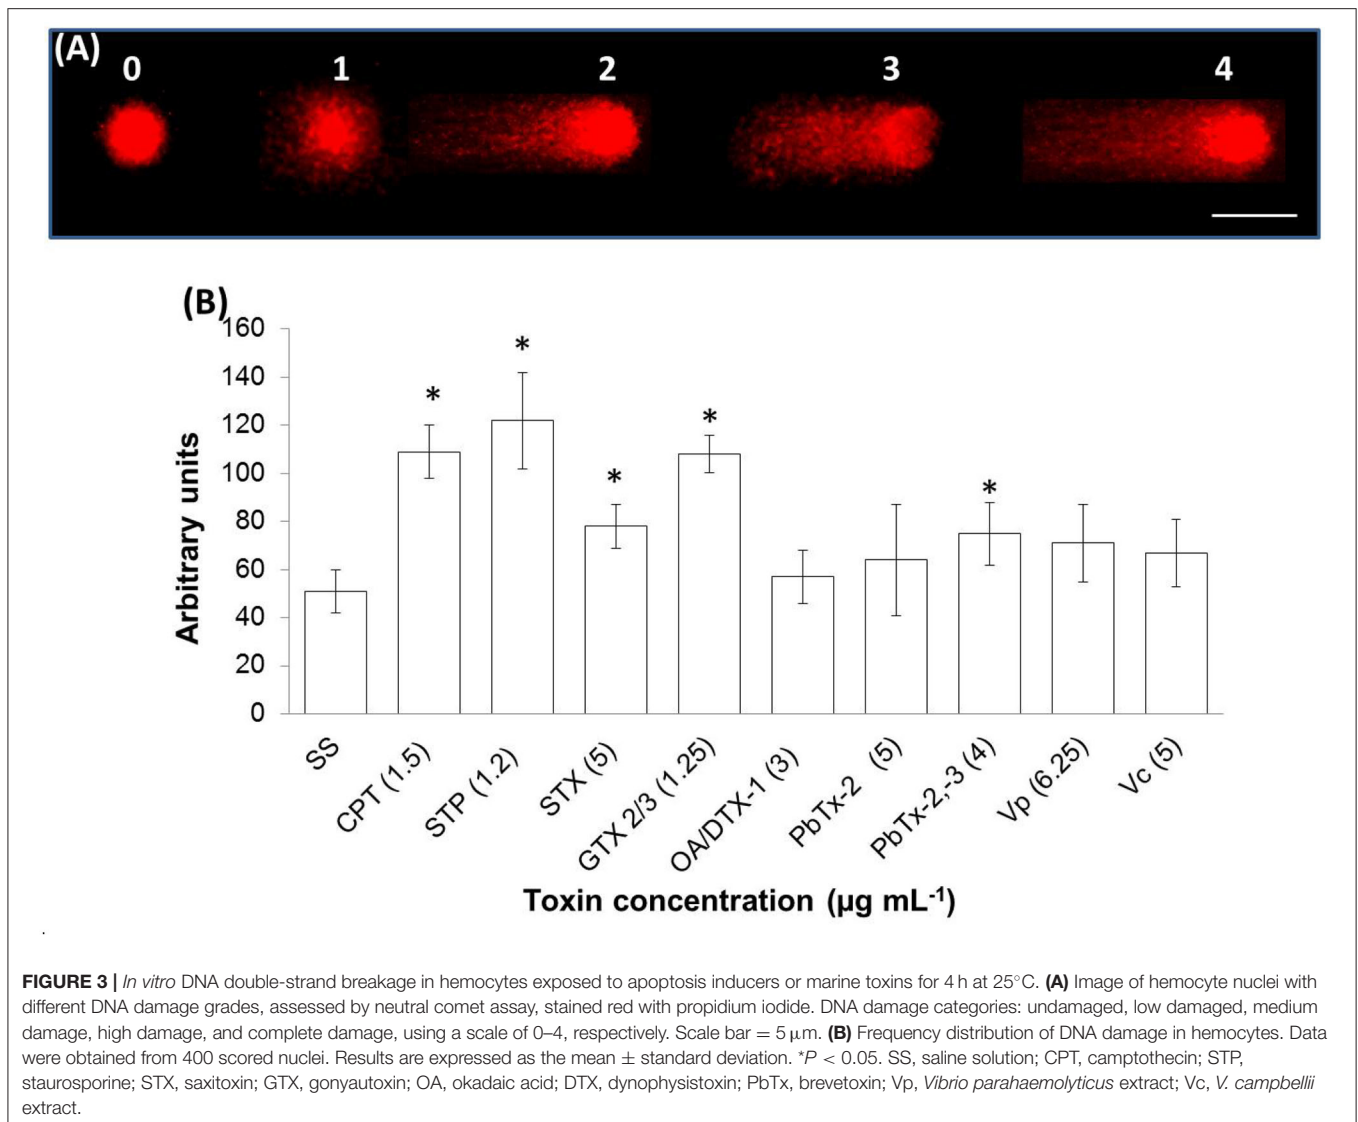 (A)
0 1 2 3 4
(B)
160
140
120
100
80
60
40
20
0
Arbitrary units
* * * * *
SS
CPT (1.5)
STP (1.2)
STX (5)
GTX 2/3 (1.25)
OA/DTX-1 (3)
PbTx-2 (5)
PbTx-2,-3 (4)
Vp (6.25)
Vc (5)
Toxin concentration (µg mL⁻¹)
.
FIGURE 3 | In vitro DNA double-strand breakage in hemocytes exposed to apoptosis inducers or marine toxins for 4 h at 25°C. (A) Image of hemocyte nuclei with
different DNA damage grades, assessed by neutral comet assay, stained red with propidium iodide. DNA damage categories: undamaged, low damaged, medium
damage, high damage, and complete damage, using a scale of 0–4, respectively. Scale bar = 5 µm. (B) Frequency distribution of DNA damage in hemocytes. Data
were obtained from 400 scored nuclei. Results are expressed as the mean ± standard deviation. *P < 0.05. SS, saline solution; CPT, camptothecin; STP,
staurosporine; STX, saxitoxin; GTX, gonyautoxin; OA, okadaic acid; DTX, dynophysistoxin; PbTx, brevetoxin; Vp, Vibrio parahaemolyticus extract; Vc, V. campbellii
extract.